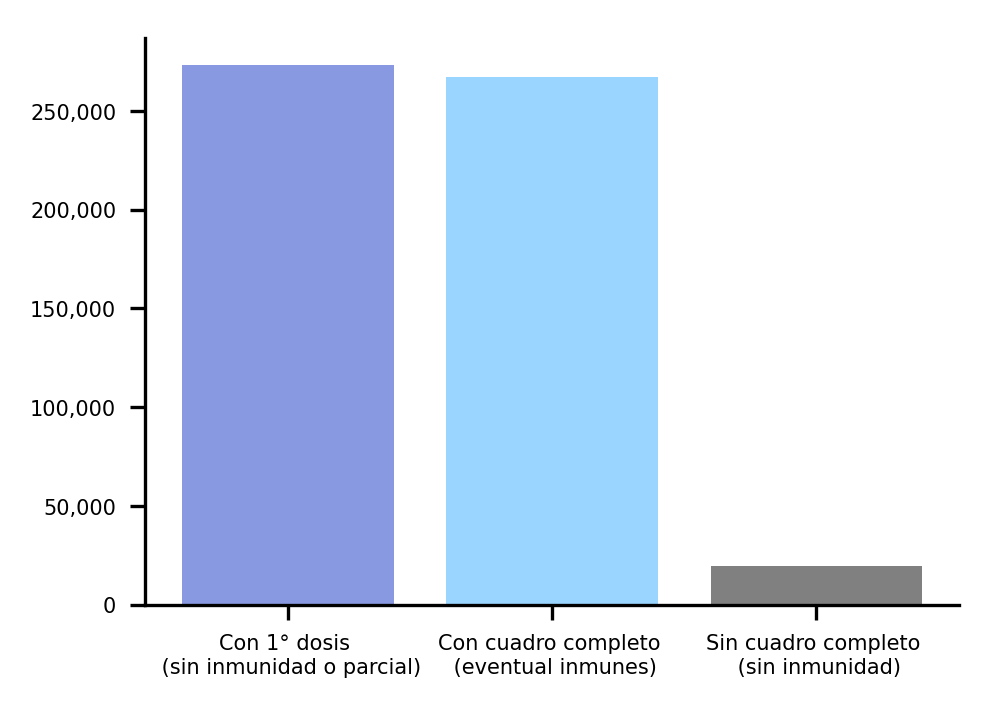 250,000
200,000
150,000
100,000
50,000
0
Con 1° dosis
(sin inmunidad o parcial)
Con cuadro completo
(eventual inmunes)
Sin cuadro completo
(sin inmunidad)